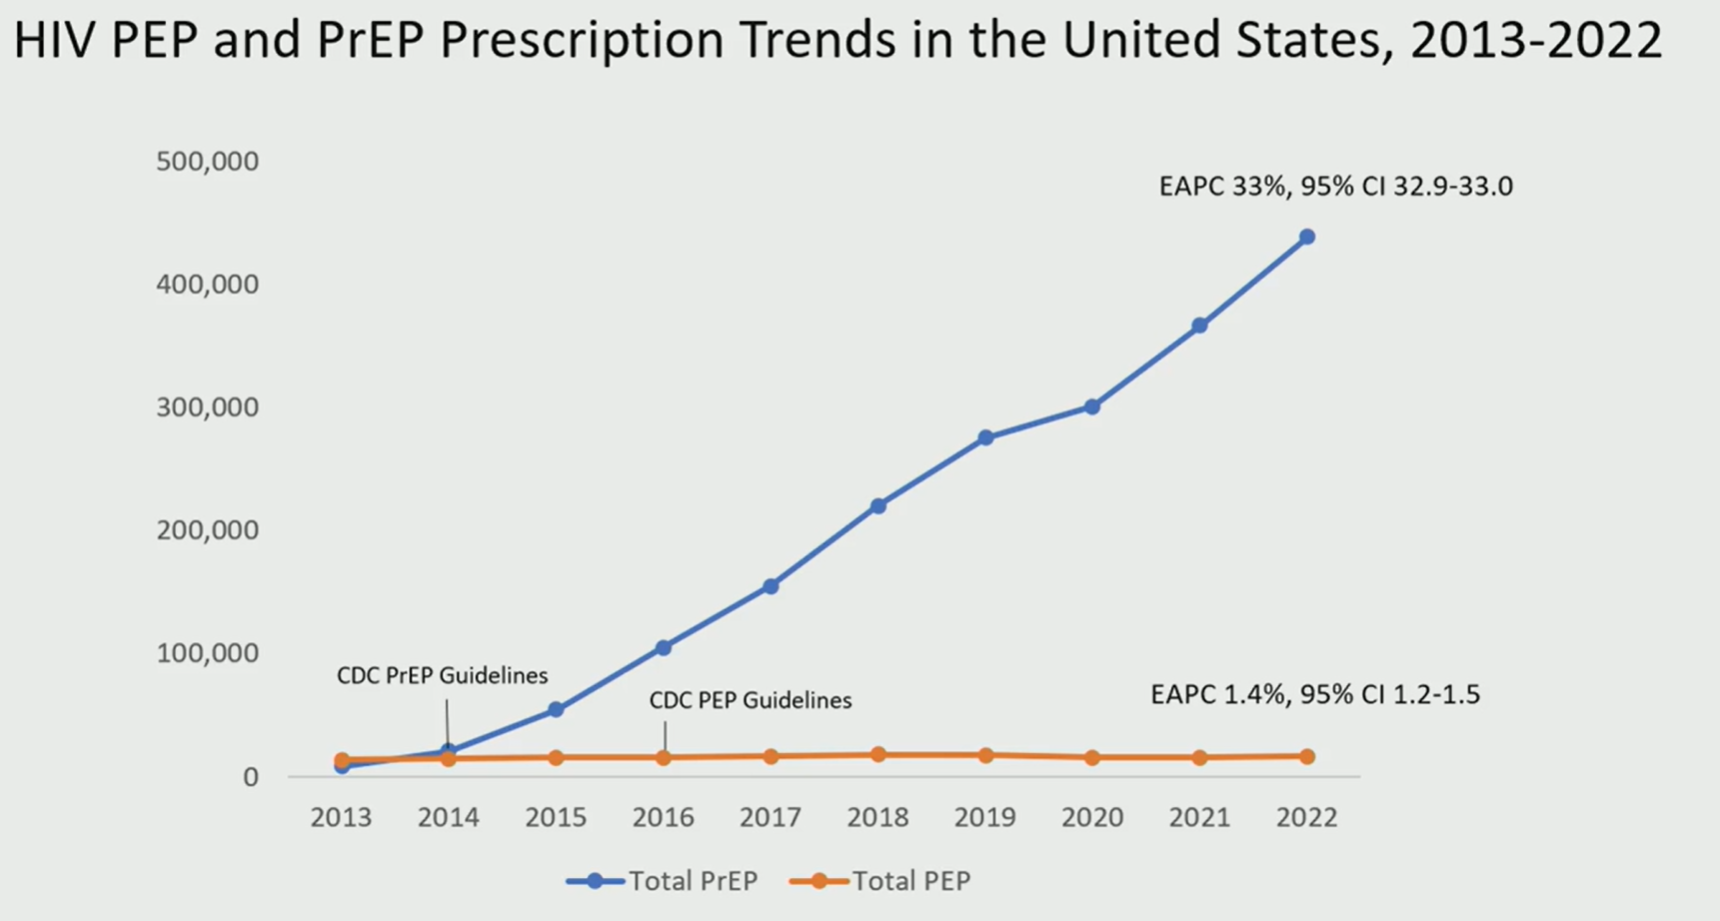 HIV PEP and PrEP Prescription Trends in the United States, 2013-2022
500,000
EAPC 33%, 95% CI 32.9-33.0
400,000
300,000
200,000
100,000
CDC PrEP Guidelines
CDC PEP Guidelines
EAPC 1.4%, 95% CI 1.2-1.5
0
2013 2014 2015 2016 2017 2018 2019 2020 2021 2022
Total PrEP Total PEP